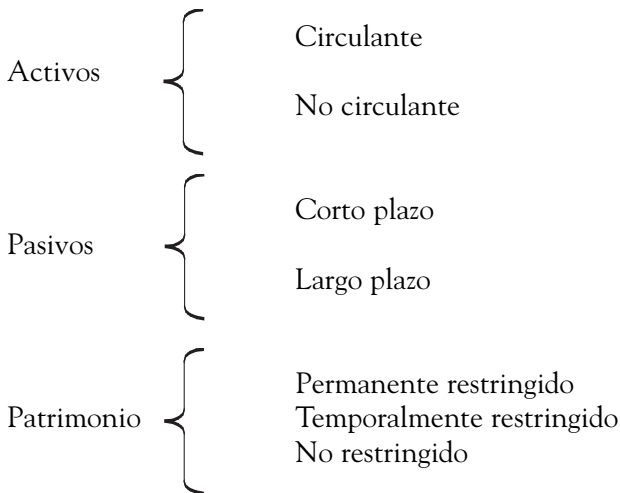 Activos
Circulante
No circulante
Pasivos
Corto plazo
Largo plazo
Patrimonio
Permanente restringido
Temporalmente restringido
No restringido